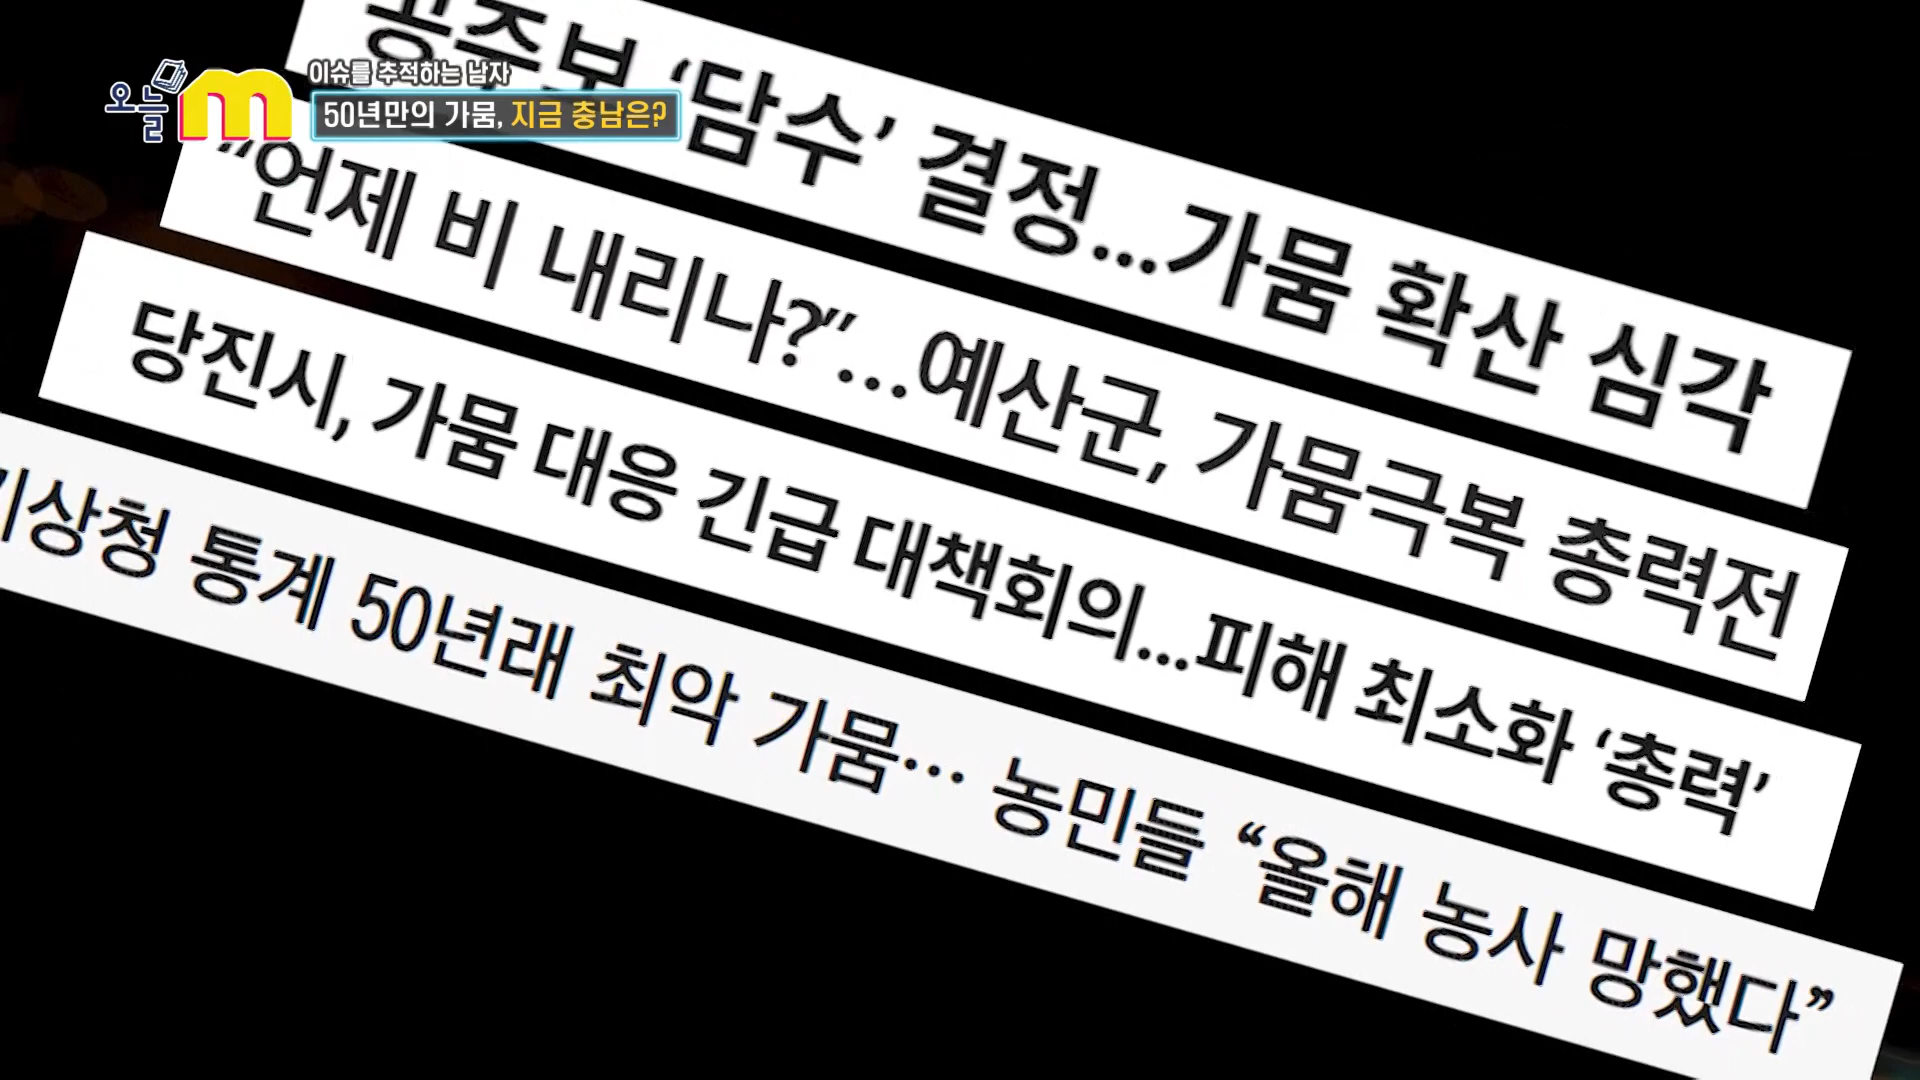 오늘 m
이슈를 추적하는 남자
50년만의 가뭄, 지금 충남은?
공주보 ‘담수’ 결정...가뭄 확산 심각
“언제 비 내리나?”...예산군, 가뭄극복 총력전
당진시, 가뭄 대응 긴급 대책회의...피해 최소화 ‘총력’
기상청 통계 50년래 최악 가뭄… 농민들 “올해 농사 망했다”